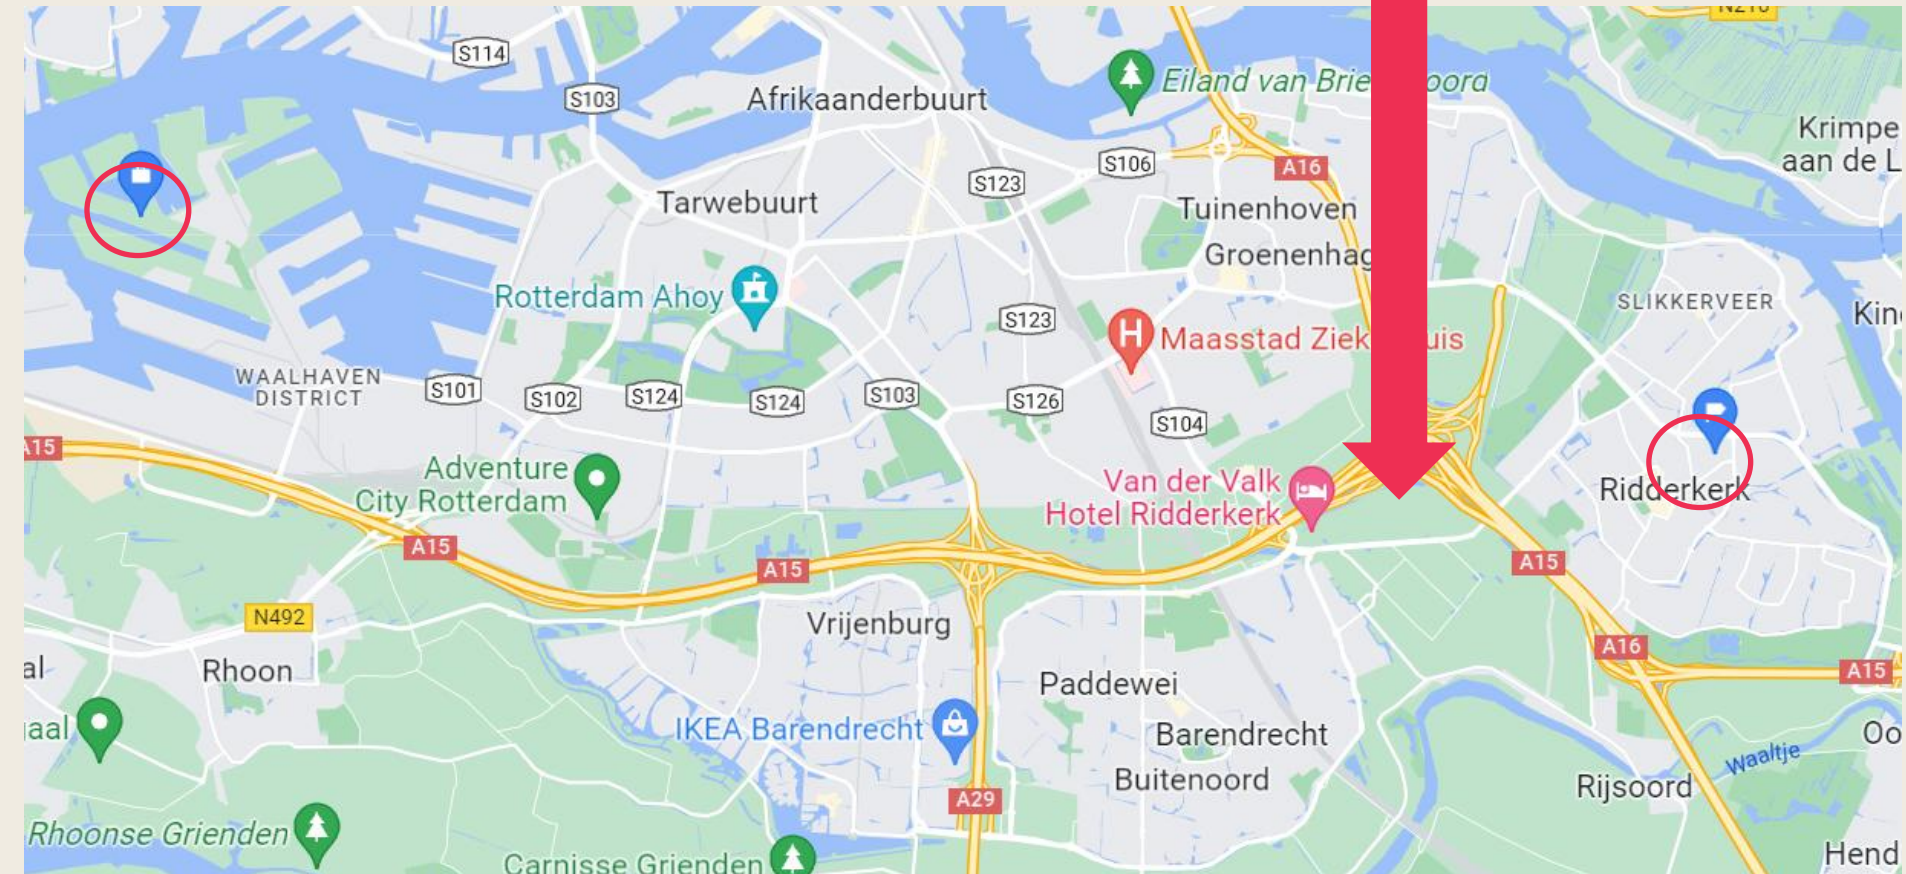 N210
S114
S103
Afrikaanderbuurt
Eiland van Brie oord
Krimpe
aan de L
S106
A16
S123
Tarwebuurt
Tuinenhoven
Groenenhag
Rotterdam Ahoy
SLIKKERVEER
Kin
S123
Maasstad Ziek uis
WAALHAVEN
DISTRICT
S101
S102
S124
S124
S103
S126
S104
A15
Adventure
City Rotterdam
Van der Valk
Hotel Ridderkerk
Ridderkerk
A15
A15
A15
N492
Vrijenburg
A16
al
Rhoon
Paddewei
A15
aal
IKEA Barendrecht
Barendrecht
Oo
Waaltje
Buitenoord
Rijsoord
A29
Rhoonse Grienden
Carnisse Grienden
Hend